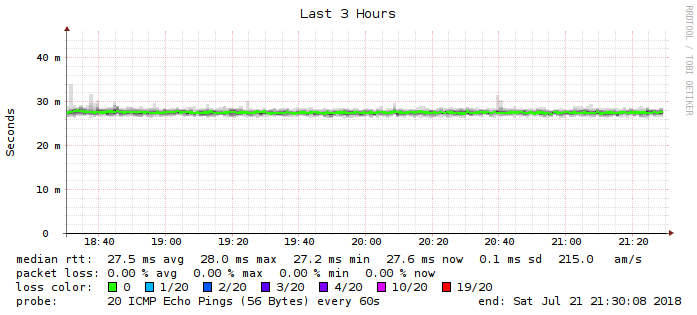 Last 3 Hours
RRDTOOL / TOBI OETIKER
Seconds
40 m
30 m
20 m
10 m
0
18:40 19:00 19:20 19:40 20:00 20:20 20:40 21:00 21:20
median rtt: 27.5 ms avg 28.0 ms max 27.2 ms min 27.6 ms now 0.1 ms sd 215.0 am/s
packet loss: 0.00 % avg 0.00 % max 0.00 % min 0.00 % now
loss color: 0 1/20 2/20 3/20 4/20 10/20 19/20
probe: 20 ICMP Echo Pings (56 Bytes) every 60s end: Sat Jul 21 21:30:08 2018